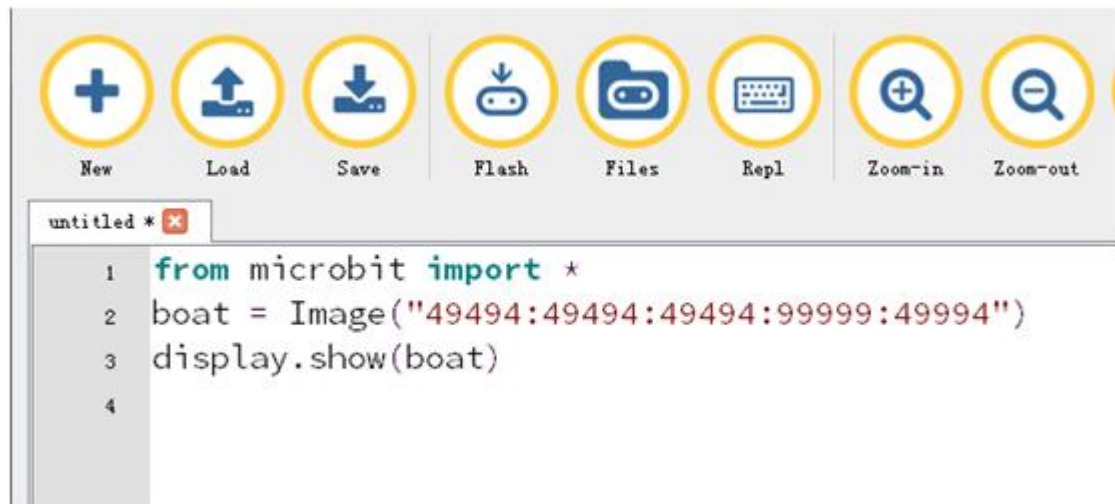 New Load Save Flash Files Repl Zoom-in Zoom-out
untitled *
1 from microbit import *
2 boat = Image("49494:49494:49494:99999:49994")
3 display.show(boat)
4